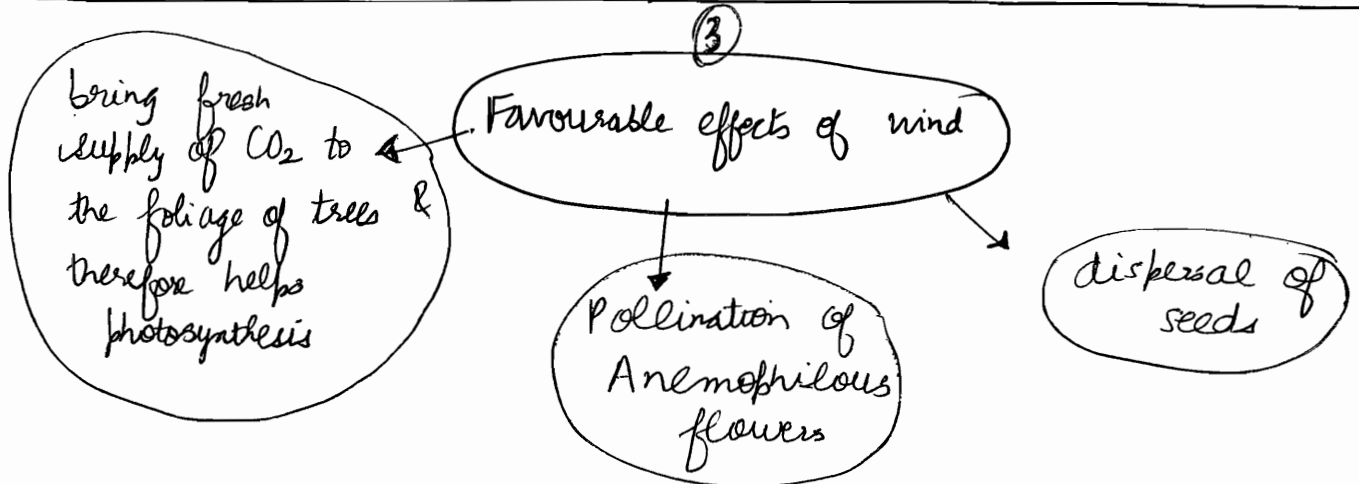 3
Favourable effects of wind
bring fresh
supply of CO₂ to
the foliage of trees &
therefore helps
photosynthesis
Pollination of
Anemophilous
flowers
dispersal of
seeds